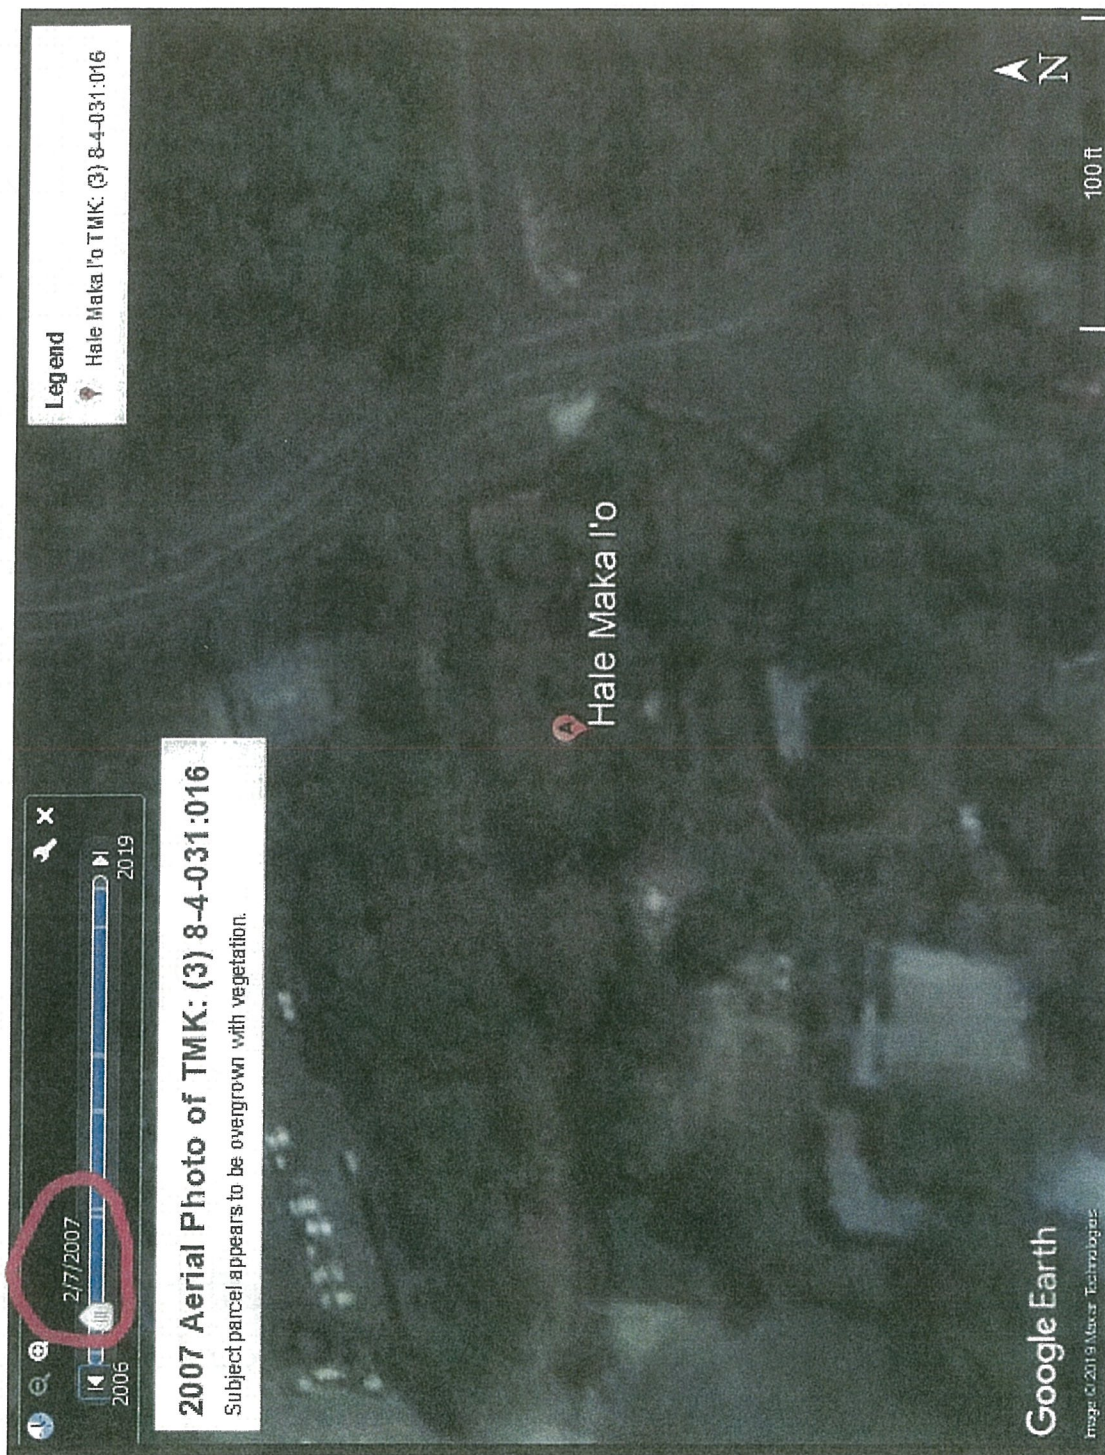 2/7/2007
2006
2019
2007 Aerial Photo of TMK: (3) 8-4-031:016
Subject parcel appears to be overgrown with vegetation.
Legend
Hale Maka I'o TMK: (3) 8-4-031:016
A
Hale Maka I'o
Google Earth
Image © 2019 Maxar Technologies
N
100 ft